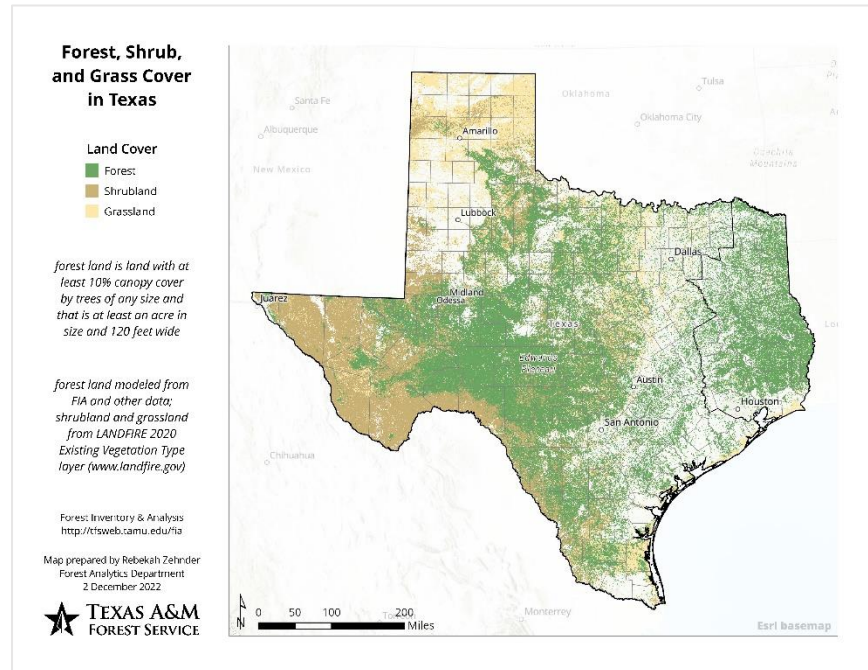 Forest, Shrub,
and Grass Cover
in Texas
Land Cover
Forest
Shrubland
Grassland
forest land is land with at
least 10% canopy cover
by trees of any size and
that is at least an acre in
size and 120 feet wide
forest land modeled from
FIA and other data;
shrubland and grassland
from LANDFIRE 2020
Existing Vegetation Type
layer (www.landfire.gov)
Forest Inventory & Analysis
http://tfsweb.tamu.edu/fia
Map prepared by Rebekah Zehnder
Forest Analytics Department
2 December 2022
TEXAS A&M
FOREST SERVICE
Tulsa
Oklahoma
Santa Fe
Oklahoma City
Albuquerque
Amarillo
Mountains
New Mexico
Lubbock
Dallas
Juárez
Midland
Odessa
Texas
Edwards
Plateau
Austin
Houston
San Antonio
Chihuahua
Monterrey
N
0 50 100 200
Miles
Esri basemap